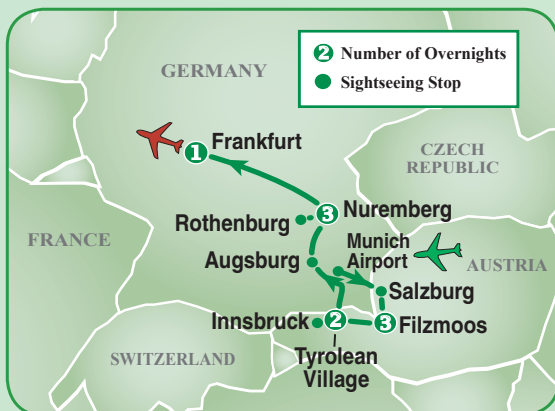 2 Number of Overnights
Sightseeing Stop
GERMANY
1 Frankfurt
CZECH
REPUBLIC
Rothenburg 3 Nuremberg
FRANCE
Munich
Airport
Augsburg
AUSTRIA
Salzburg
Innsbruck 2 3 Filzmoos
Tyrolean
Village
SWITZERLAND